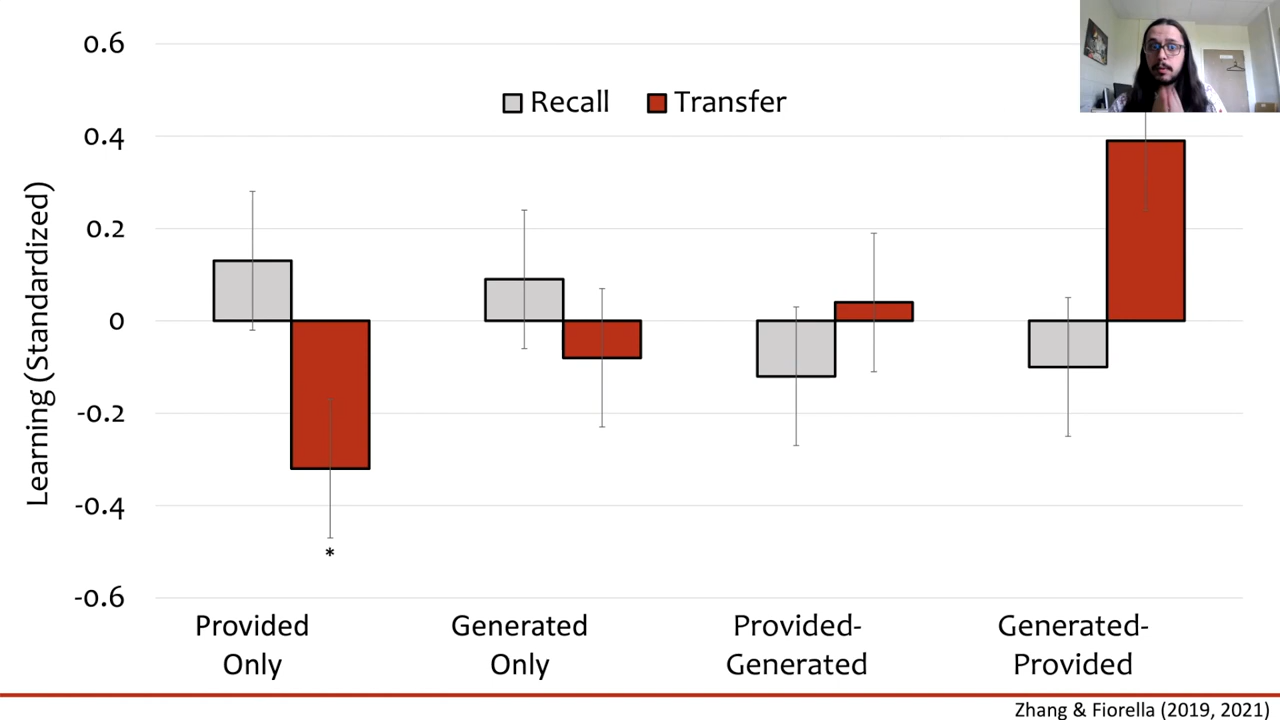 Recall Transfer
Learning (Standardized)
0.6
0.4
0.2
0
-0.2
-0.4
-0.6
*
Provided Only
Generated Only
Provided-Generated
Generated-Provided
Zhang & Fiorella (2019, 2021)